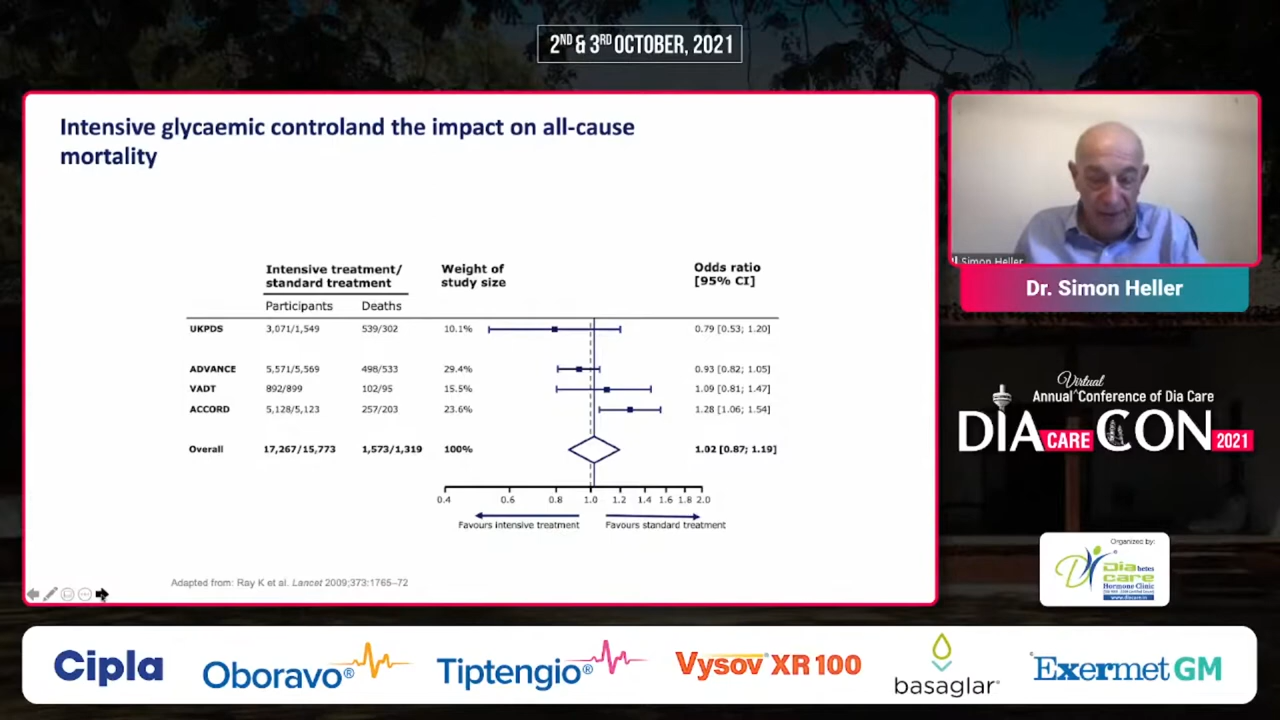 2ND & 3RD OCTOBER, 2021
Intensive glycaemic controland the impact on all-cause
mortality
Intensive treatment/
standard treatment
Weight of
study size
Odds ratio
[95% CI]
Participants Deaths
UKPDS 3,071/1,549 539/302 10.1% 0.79 [0.53; 1.20]
ADVANCE 5,571/5,569 498/533 29.4% 0.93 [0.82; 1.05]
VADT 892/899 102/95 15.5% 1.09 [0.81; 1.47]
ACCORD 5,128/5,123 257/203 23.6% 1.28 [1.06; 1.54]
Overall 17,267/15,773 1,573/1,319 100% 1.02 [0.87; 1.19]
0.4 0.6 0.8 1.0 1.2 1.4 1.6 1.8 2.0
Favours intensive treatment Favours standard treatment
Adapted from: Ray K et al. Lancet 2009;373:1765–72
Simon Heller
Dr. Simon Heller
Virtual
Annual Conference of Dia Care
DIA CARE CON 2021
Organized by:
Diabetes
care
Hormone Clinic
www.diacare.in
Cipla
Oboravo®
Tiptengio®
Vysov® XR 100
basaglar®
Exermet GM